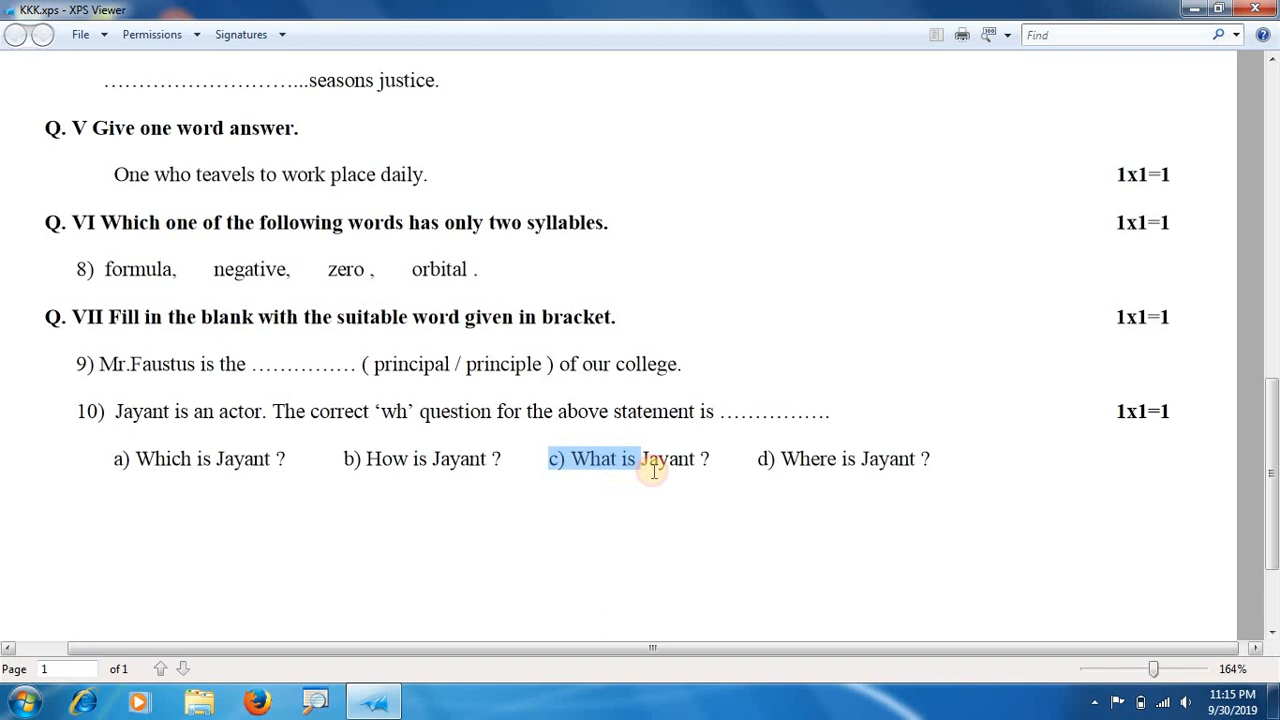 KKK.xps - XPS Viewer
File Permissions Signatures Find
………………………...seasons justice.
Q. V Give one word answer.
One who teavels to work place daily. 1x1=1
Q. VI Which one of the following words has only two syllables. 1x1=1
8) formula, negative, zero , orbital .
Q. VII Fill in the blank with the suitable word given in bracket. 1x1=1
9) Mr.Faustus is the …………… ( principal / principle ) of our college.
10) Jayant is an actor. The correct ‘wh’ question for the above statement is ……………. 1x1=1
a) Which is Jayant ? b) How is Jayant ? c) What is Jayant ? d) Where is Jayant ?
Page 1 of 1 164%
11:15 PM
9/30/2019